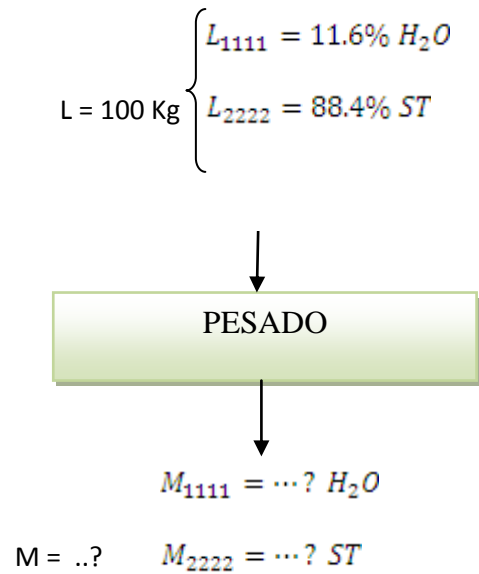 L₁₁₁₁ = 11.6% H₂O
L = 100 Kg L₂₂₂₂ = 88.4% ST
PESADO
M₁₁₁₁ = ⋯? H₂O
M = ..? M₂₂₂₂ = ⋯? ST